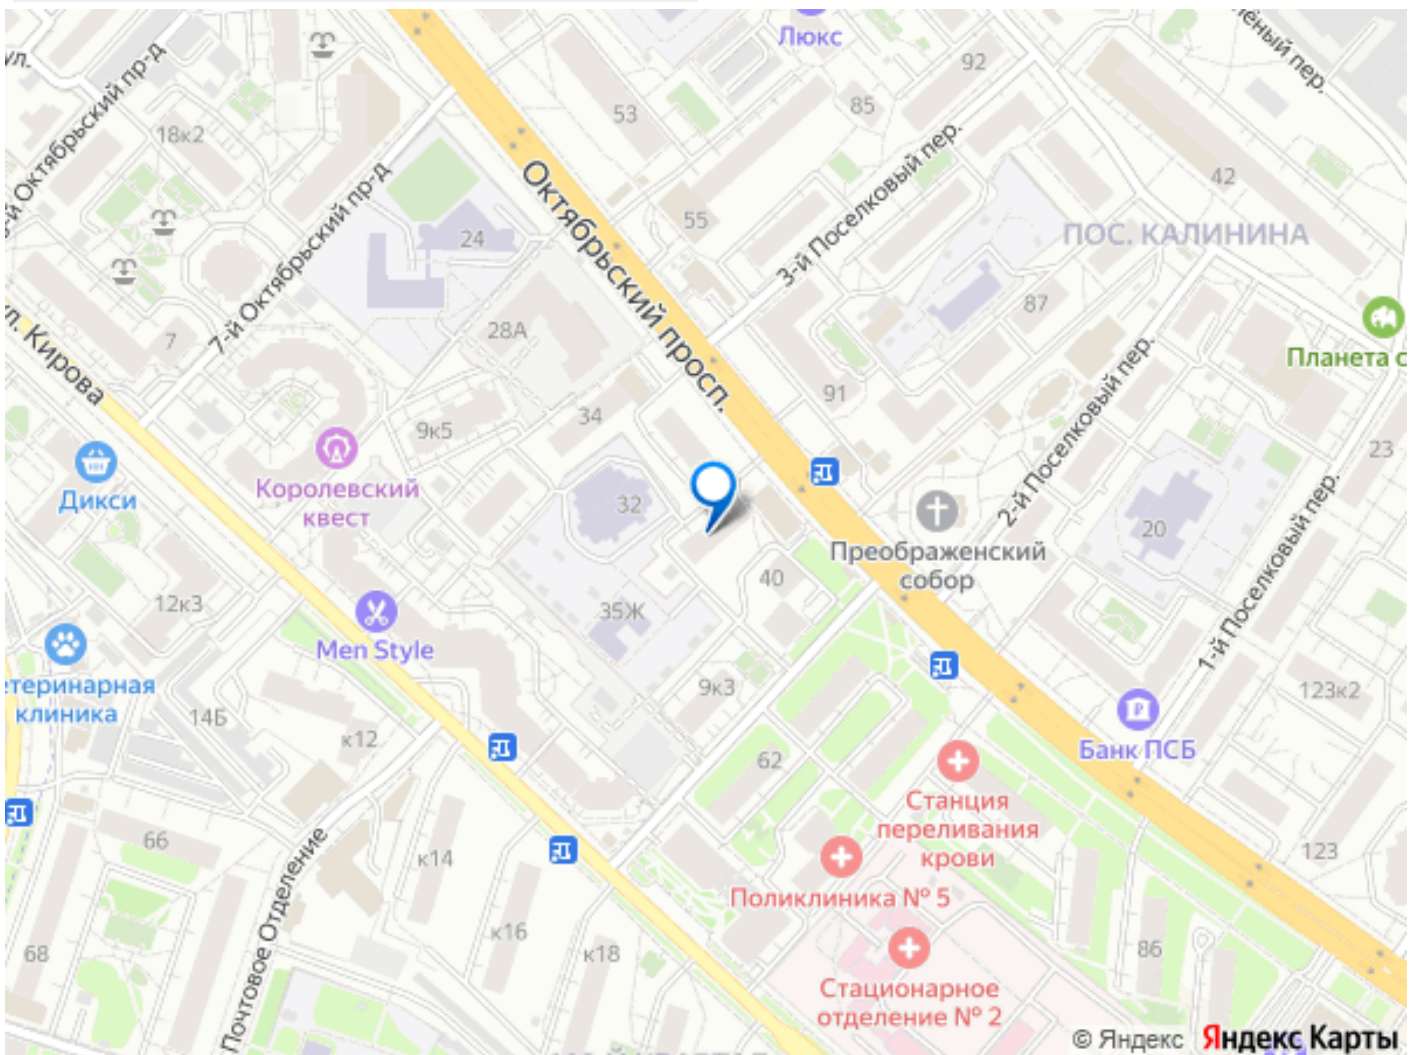 Люкс
92
53
85
18к2
Октябрьский пр-д
3-й Поселковый пер.
42
55
24
ПОС. КАЛИНИНА
7-й Октябрьский пр-д
Октябрьский просп.
87
28А
7
ул. Кирова
91
34
9к5
Планета с
2-й Поселковый пер.
23
Дикси
Королевский
квест
32
20
Преображенский
собор
40
1-й Поселковый пер.
12к3
35Ж
Men Style
етеринарная
клиника
9к3
123к2
14Б
к12
62
Банк ПСБ
Станция
переливания
крови
66
к14
123
Поликлиника № 5
Почтовое Отделение
68
к16
к18
86
Стационарное
отделение № 2
© Яндекс Яндекс Карты